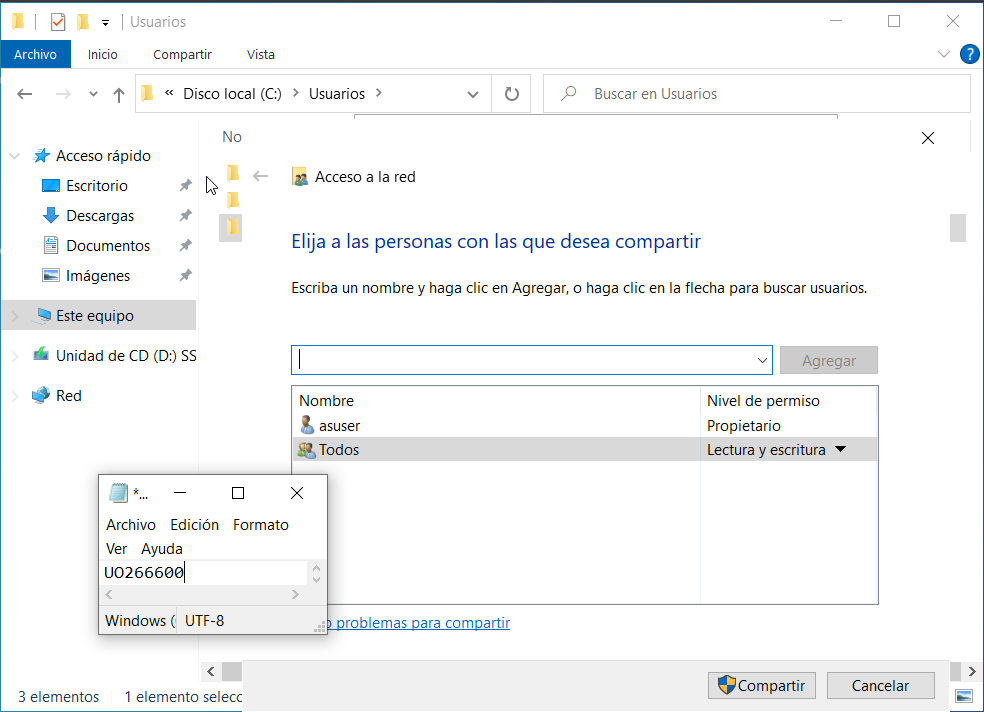 Usuarios
Archivo Inicio Compartir Vista
?
« Disco local (C:) > Usuarios >
Buscar en Usuarios
No
Acceso rápido
Escritorio
Descargas
Documentos
Imágenes
Este equipo
Unidad de CD (D:) SS
Red
Acceso a la red
Elija a las personas con las que desea compartir
Escriba un nombre y haga clic en Agregar, o haga clic en la flecha para buscar usuarios.
Agregar
Nombre Nivel de permiso
asuser Propietario
Todos Lectura y escritura
*...
Archivo Edición Formato
Ver Ayuda
UO266600
Windows ( UTF-8
problemas para compartir
Compartir Cancelar
3 elementos 1 elemento selecc